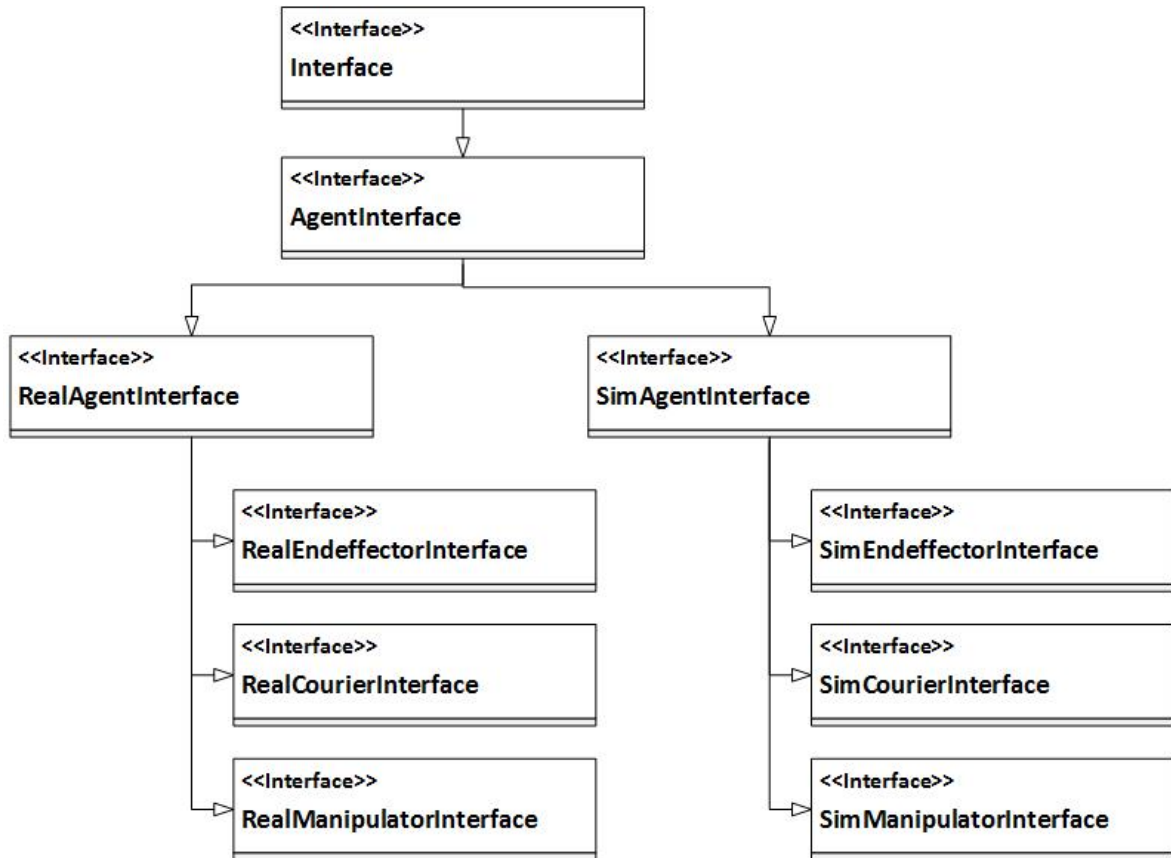 <<Interface>>
Interface
<<Interface>>
AgentInterface
<<Interface>>
RealAgentInterface
<<Interface>>
SimAgentInterface
<<Interface>>
RealEndeffectorInterface
<<Interface>>
SimEndeffectorInterface
<<Interface>>
RealCourierInterface
<<Interface>>
SimCourierInterface
<<Interface>>
RealManipulatorInterface
<<Interface>>
SimManipulatorInterface